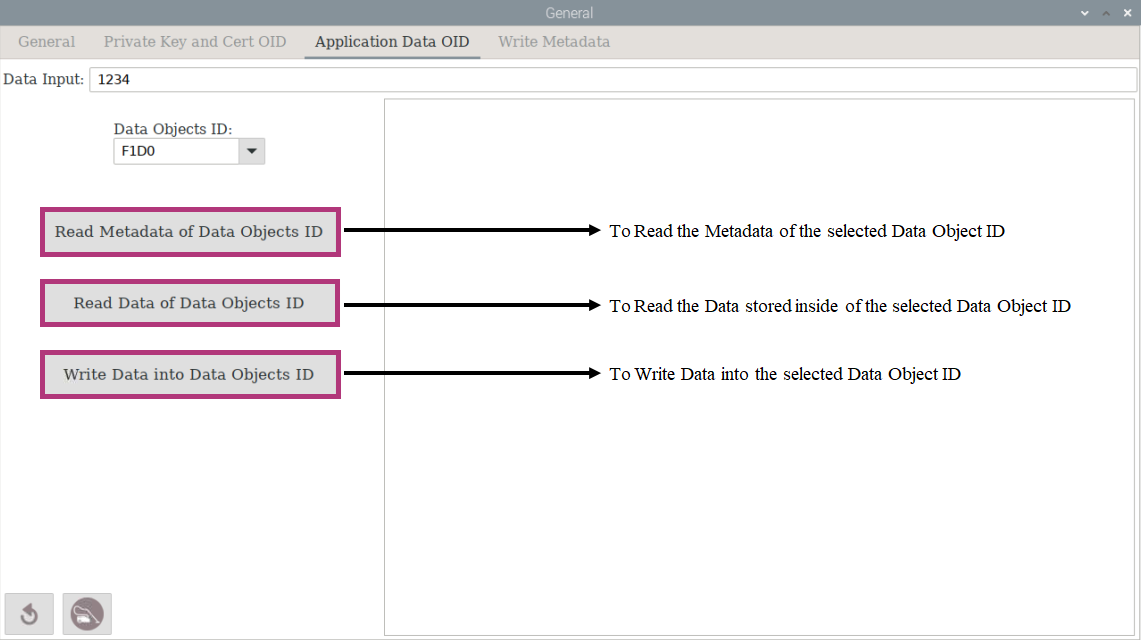 General
General Private Key and Cert OID Application Data OID Write Metadata
Data Input: 1234
Data Objects ID:
F1D0
Read Metadata of Data Objects ID To Read the Metadata of the selected Data Object ID
Read Data of Data Objects ID To Read the Data stored inside of the selected Data Object ID
Write Data into Data Objects ID To Write Data into the selected Data Object ID